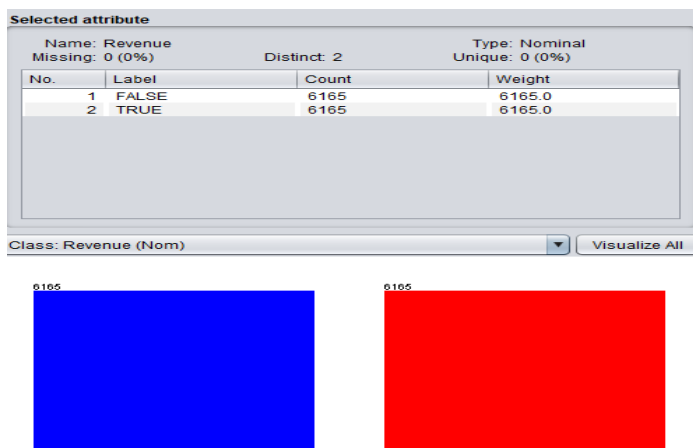 Selected attribute
Name: Revenue Type: Nominal
Missing: 0 (0%) Distinct: 2 Unique: 0 (0%)
No. Label Count Weight
1 FALSE 6165 6165.0
2 TRUE 6165 6165.0
Class: Revenue (Nom) Visualize All
6165 6165